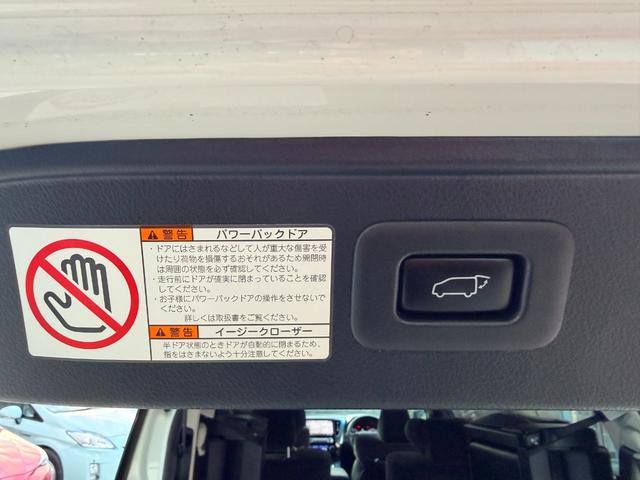 警告 パワーバックドア
・ドアにはさまれるなどして人が重大な傷害を受
けたり荷物を損傷するおそれがあるため開閉時
は周囲の状態を必ず確認してください。
・走行前にドアが確実に閉まっていることを確認
してください。
・お子様にパワーバックドアの操作をさせないで
ください。
詳しくは取扱書をご覧ください。
警告 イージークローザー
半ドア状態のときドアが自動的に閉まるため、
指をはさまないよう十分注意してください。